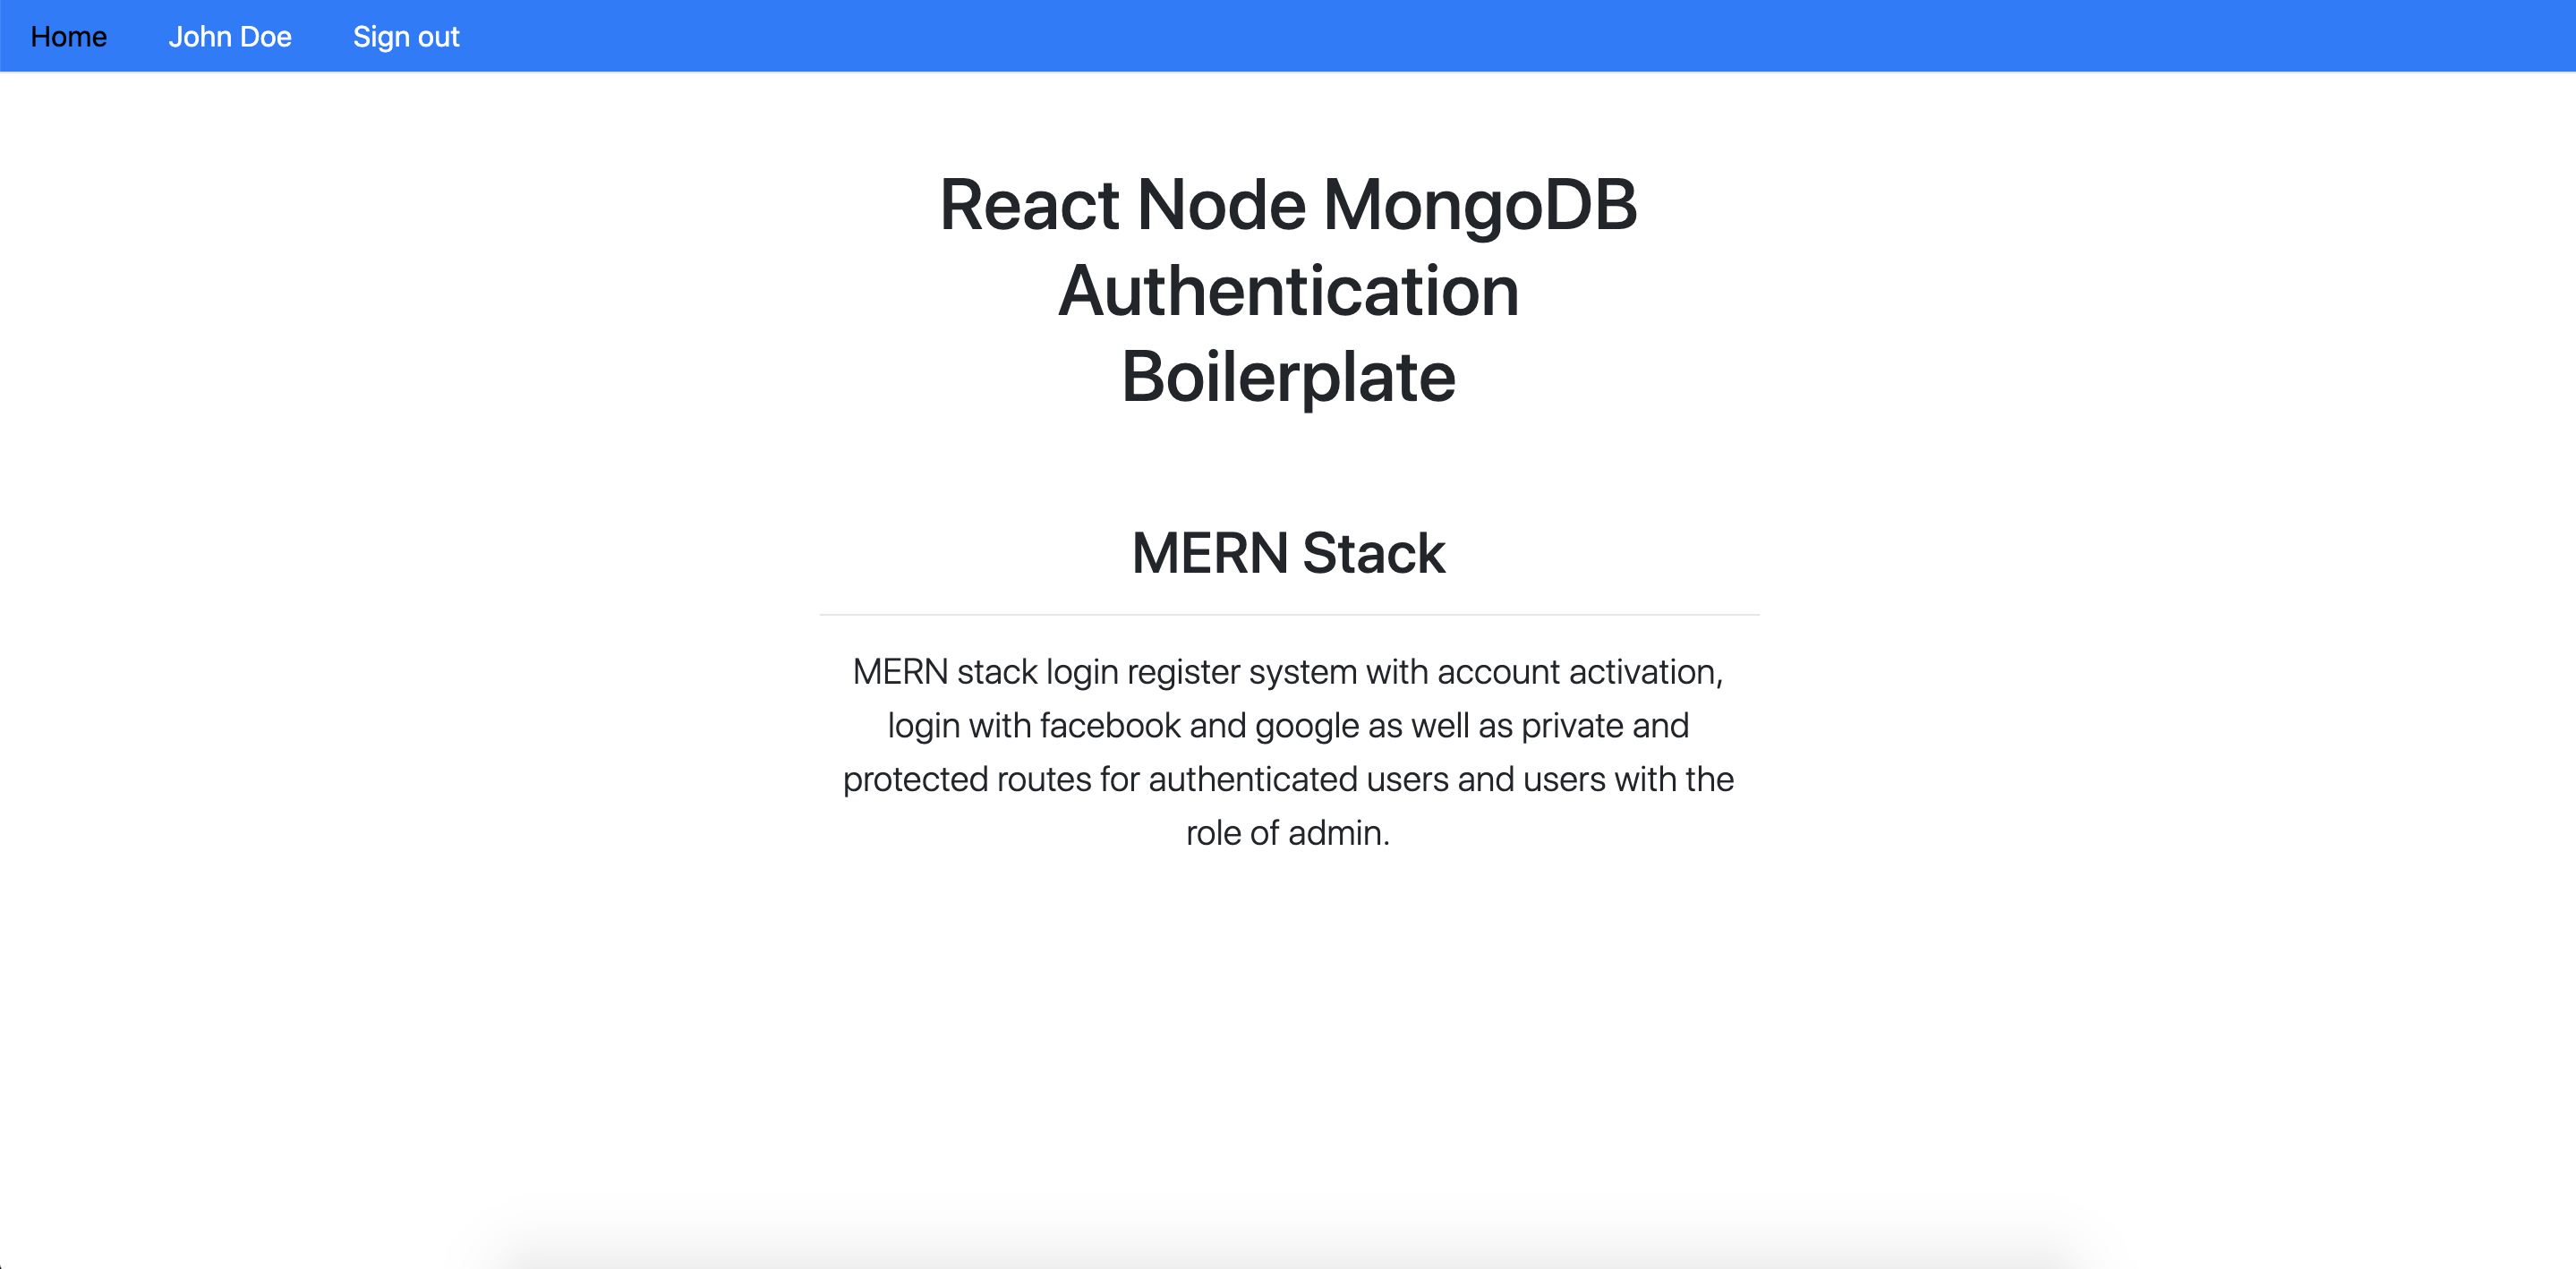 Home John Doe Sign out
React Node MongoDB
Authentication
Boilerplate
MERN Stack
MERN stack login register system with account activation,
login with facebook and google as well as private and
protected routes for authenticated users and users with the
role of admin.